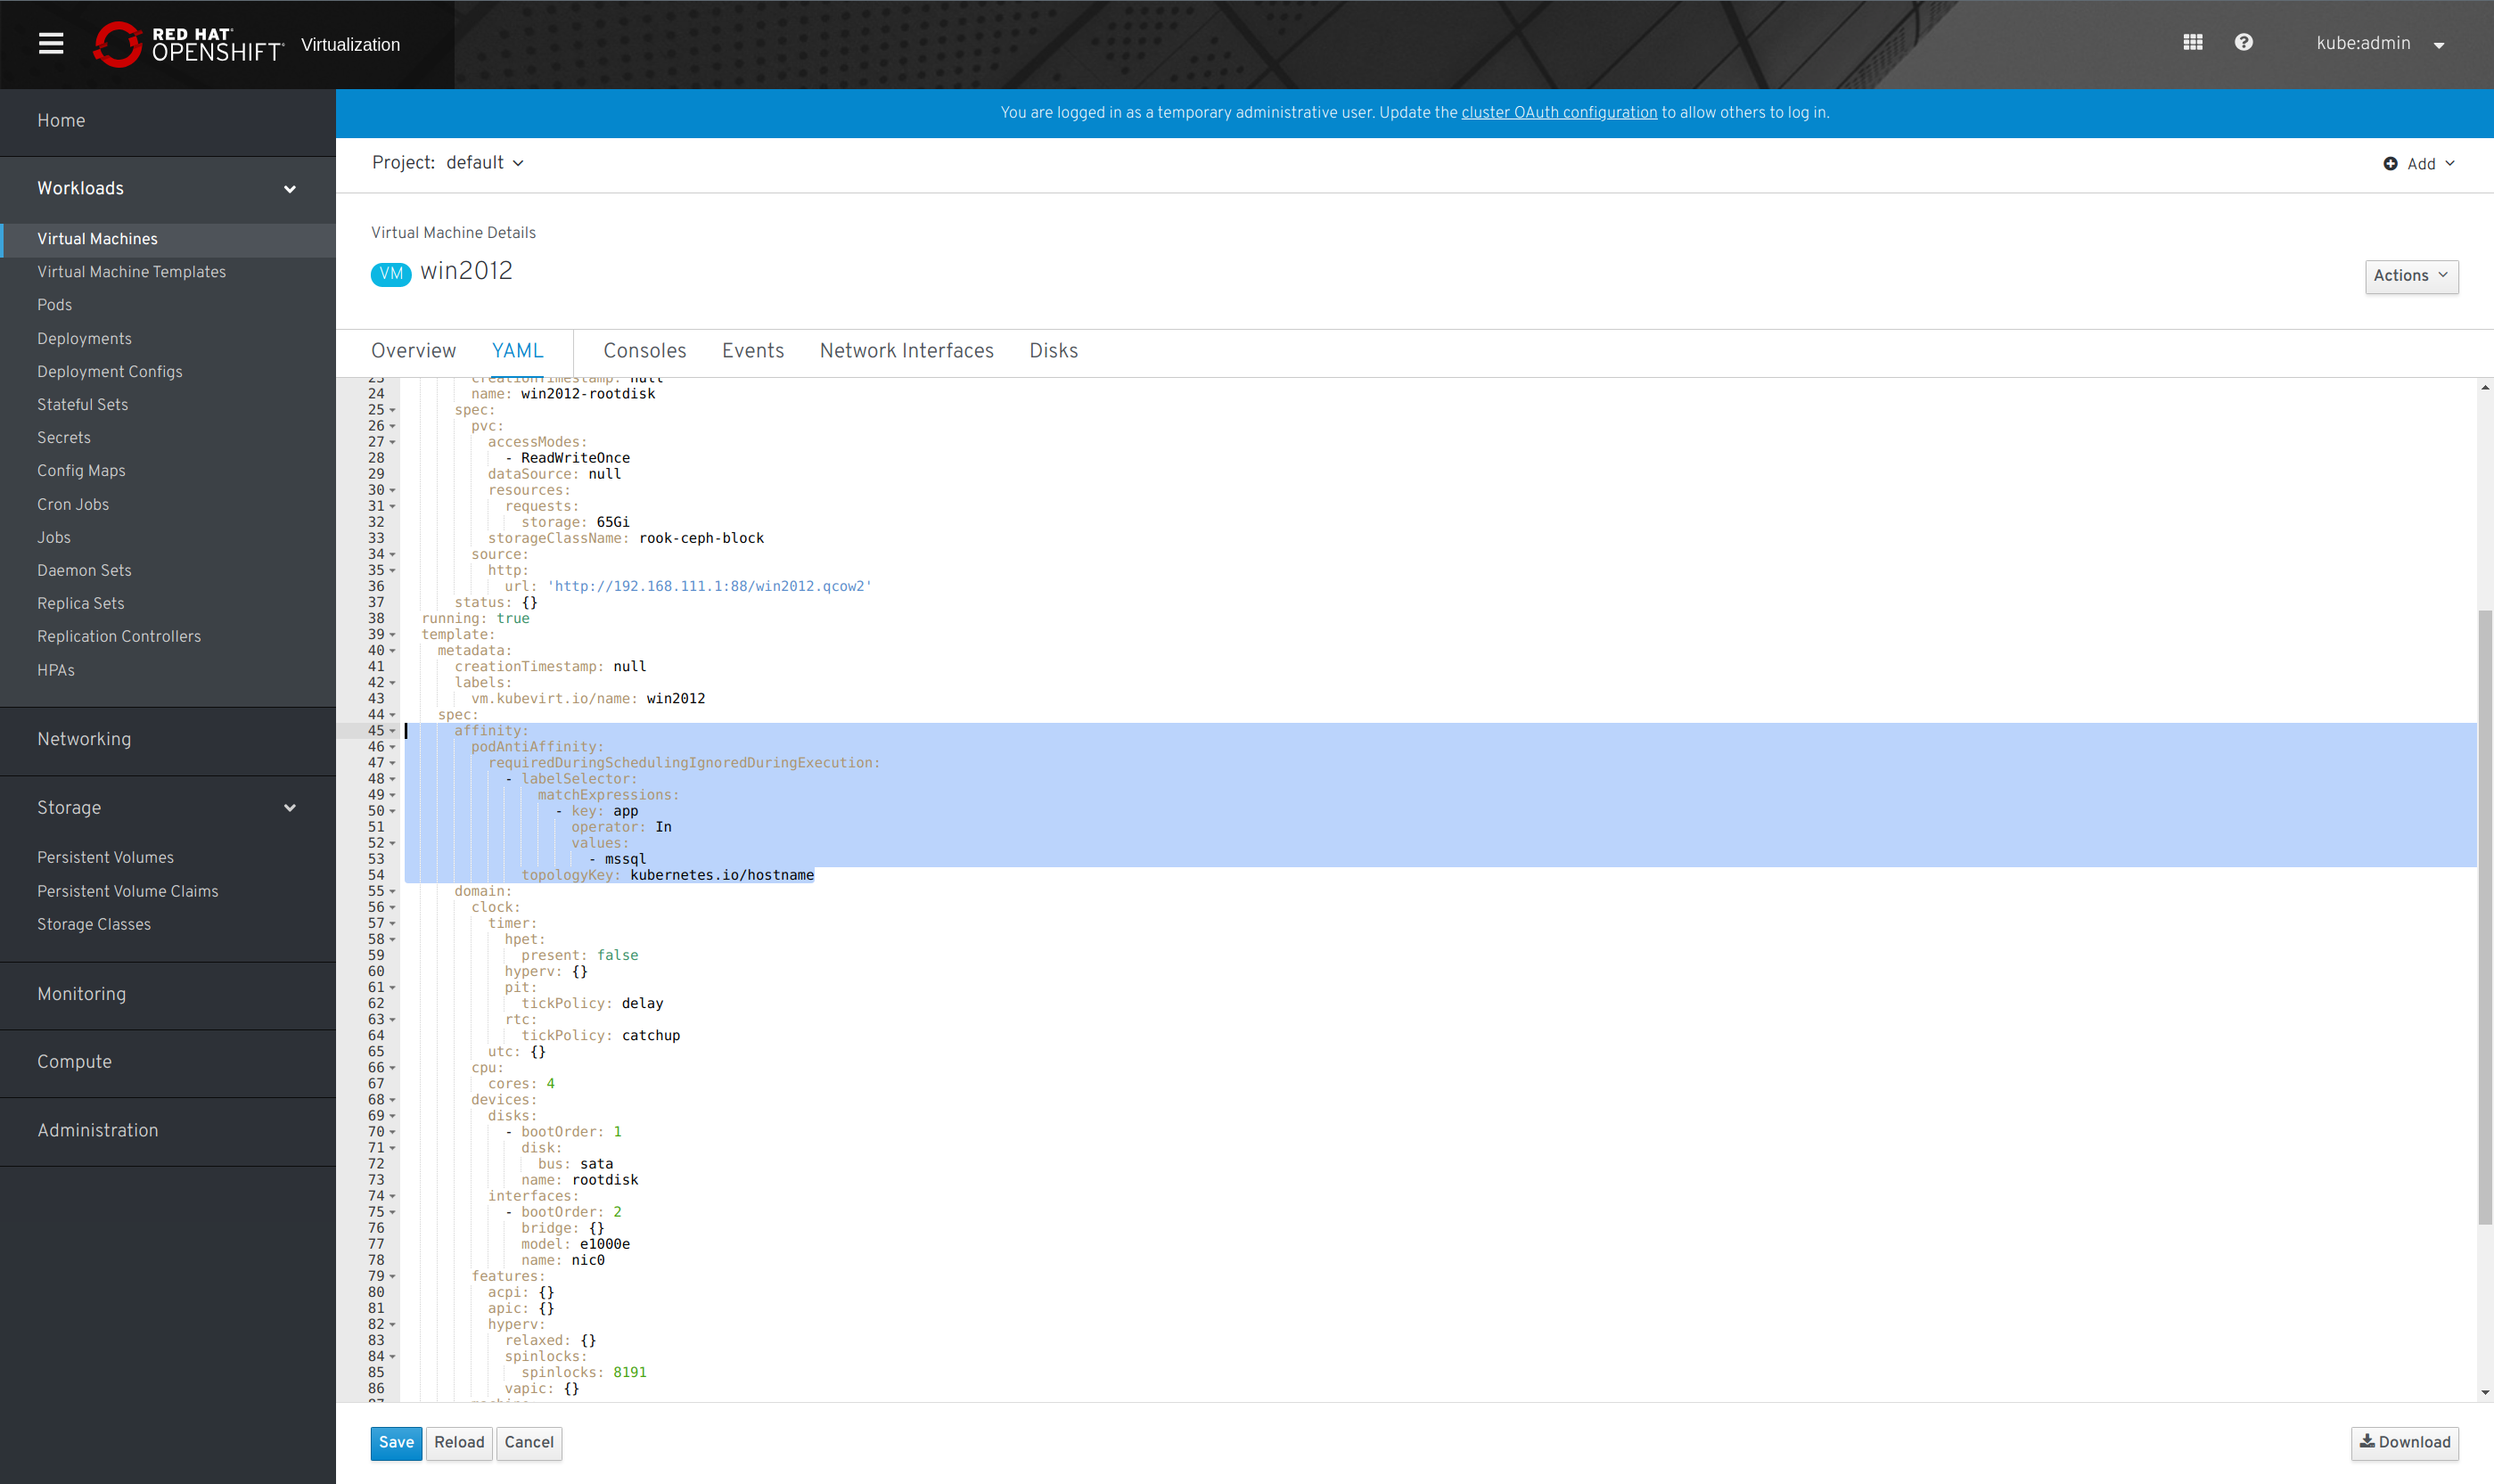 RED HAT
OPENSHIFT Virtualization
kube:admin
You are logged in as a temporary administrative user. Update the cluster OAuth configuration to allow others to log in.
Home
Workloads
Virtual Machines
Virtual Machine Templates
Pods
Deployments
Deployment Configs
Stateful Sets
Secrets
Config Maps
Cron Jobs
Jobs
Daemon Sets
Replica Sets
Replication Controllers
HPAs
Networking
Storage
Persistent Volumes
Persistent Volume Claims
Storage Classes
Monitoring
Compute
Administration
Project: default
Add
Virtual Machine Details
VM win2012
Actions
Overview YAML Consoles Events Network Interfaces Disks
23 creationTimestamp: null
24 name: win2012-rootdisk
25 spec:
26 pvc:
27 accessModes:
28 - ReadWriteOnce
29 dataSource: null
30 resources:
31 requests:
32 storage: 65Gi
33 storageClassName: rook-ceph-block
34 source:
35 http:
36 url: 'http://192.168.111.1:88/win2012.qcow2'
37 status: {}
38 running: true
39 template:
40 metadata:
41 creationTimestamp: null
42 labels:
43 vm.kubevirt.io/name: win2012
44 spec:
45 affinity:
46 podAntiAffinity:
47 requiredDuringSchedulingIgnoredDuringExecution:
48 - labelSelector:
49 matchExpressions:
50 - key: app
51 operator: In
52 values:
53 - mssql
54 topologyKey: kubernetes.io/hostname
55 domain:
56 clock:
57 timer:
58 hpet:
59 present: false
60 hyperv: {}
61 pit:
62 tickPolicy: delay
63 rtc:
64 tickPolicy: catchup
65 utc: {}
66 cpu:
67 cores: 4
68 devices:
69 disks:
70 - bootOrder: 1
71 disk:
72 bus: sata
73 name: rootdisk
74 interfaces:
75 - bootOrder: 2
76 bridge: {}
77 model: e1000e
78 name: nic0
79 features:
80 acpi: {}
81 apic: {}
82 hyperv:
83 relaxed: {}
84 spinlocks:
85 spinlocks: 8191
86 vapic: {}
Save Reload Cancel
Download